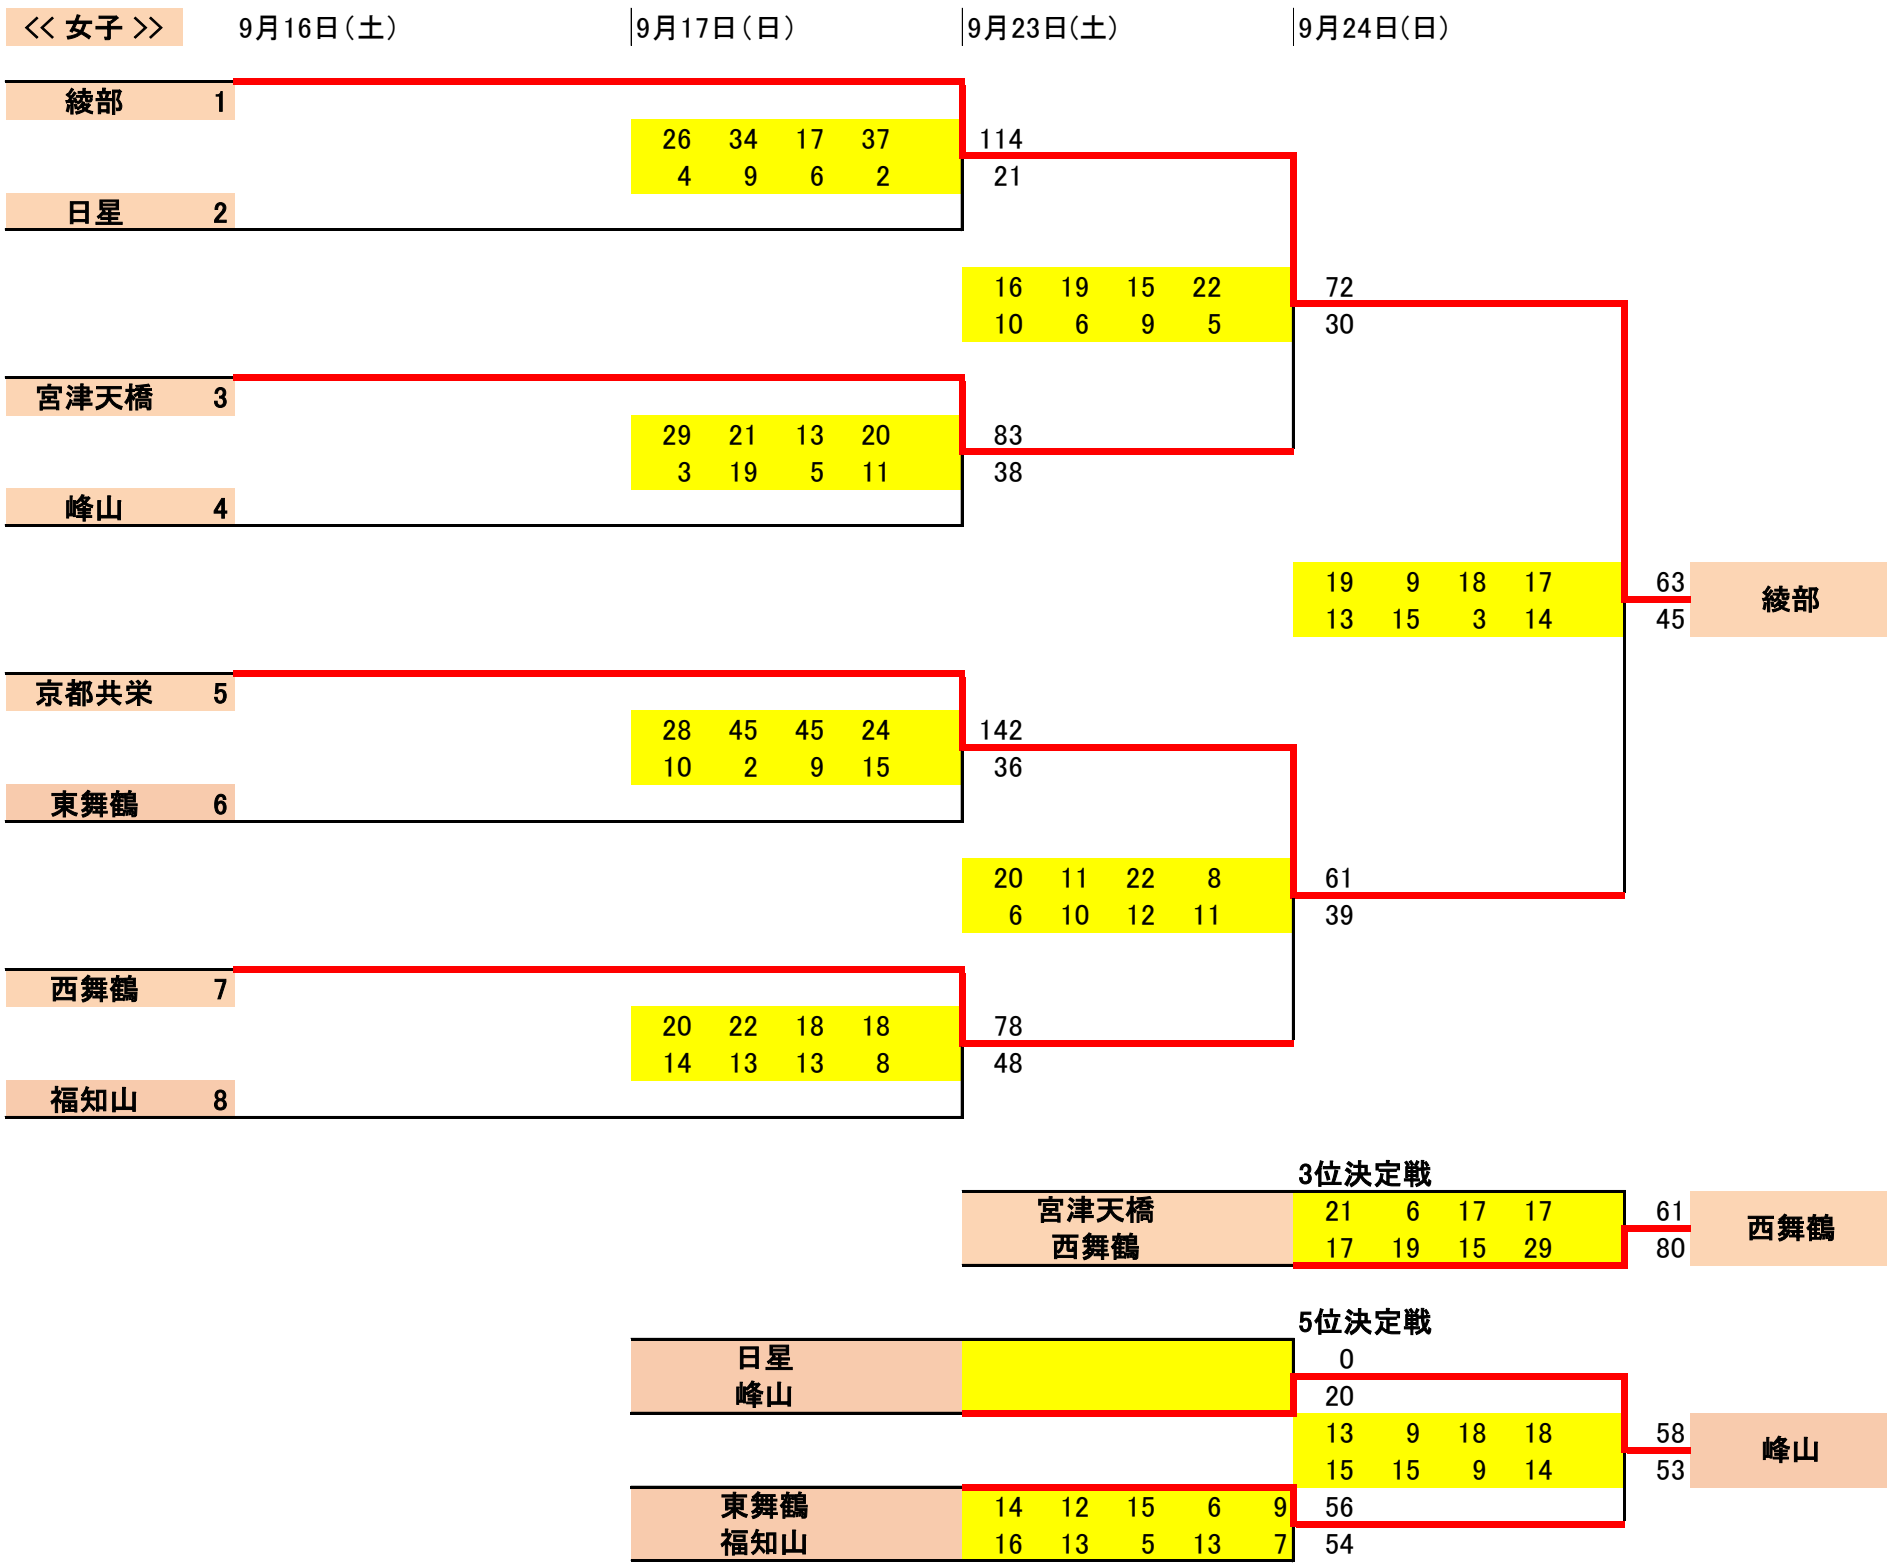 << 女子 >> 9月16日（土） 9月17日（日） 9月23日(土) 9月24日(日)
綾部 1
26 34 17 37 114
4 9 6 2 21
日星 2
16 19 15 22 72
10 6 9 5 30
宮津天橋 3
29 21 13 20 83
3 19 5 11 38
峰山 4
19 9 18 17 63
綾部
13 15 3 14 45
京都共栄 5
28 45 45 24 142
10 2 9 15 36
東舞鶴 6
20 11 22 8 61
6 10 12 11 39
西舞鶴 7
20 22 18 18 78
14 13 13 8 48
福知山 8
3位決定戦
宮津天橋 21 6 17 17 61
西舞鶴
西舞鶴 17 19 15 29 80
5位決定戦
日星 0
峰山 20
13 9 18 18 58
峰山
15 15 9 14 53
東舞鶴 14 12 15 6 9 56
福知山 16 13 5 13 7 54